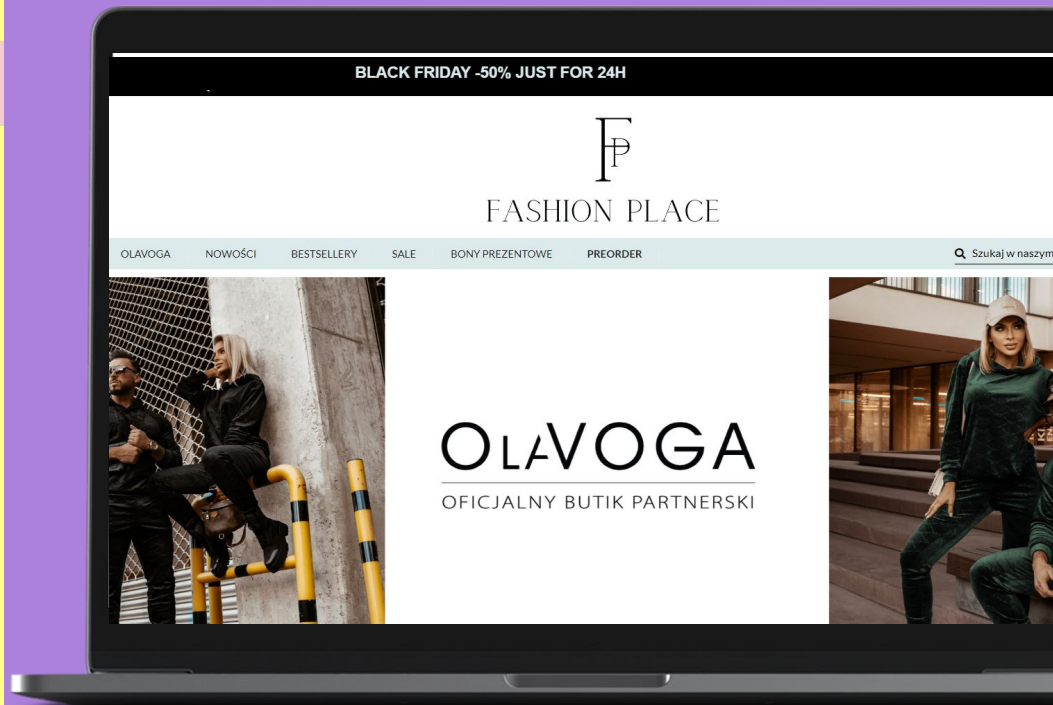 BLACK FRIDAY -50% JUST FOR 24H
FP
FASHION PLACE
OLAVOGA NOWOŚCI BESTSELLERY SALE BONY PREZENTOWE PREORDER Szukaj w naszym
OLAVOGA
OFICJALNY BUTIK PARTNERSKI